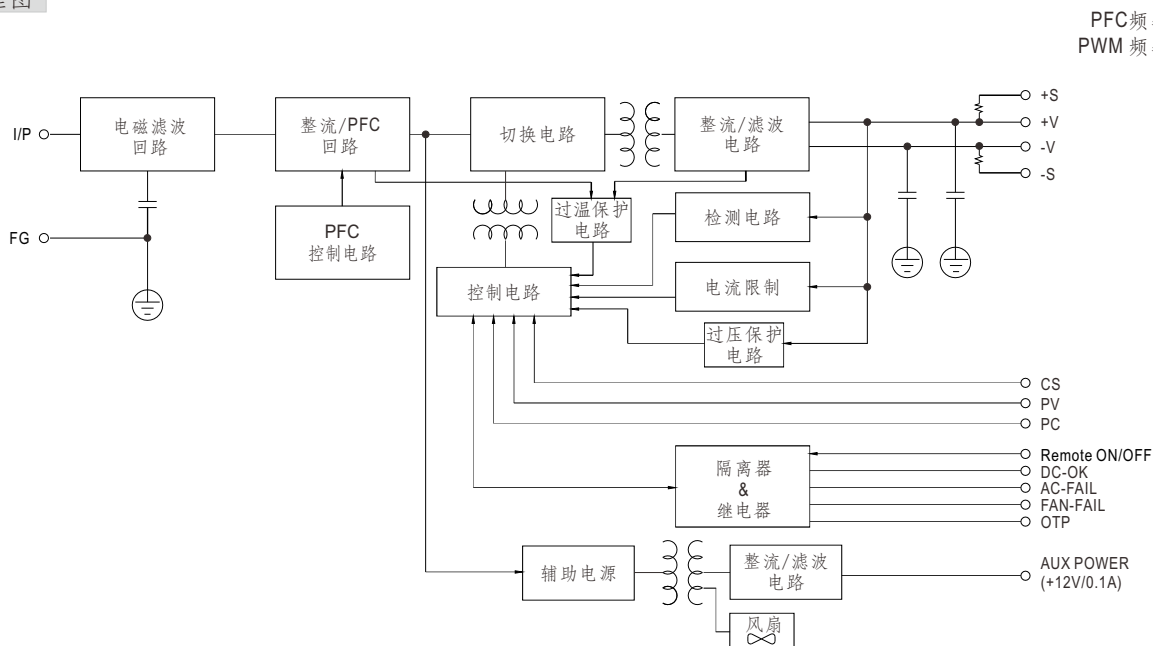 框图
PFC频
PWM 频
I/P
电磁滤波
回路
整流/PFC
回路
切换电路
整流/滤波
电路
+S
+V
-V
-S
FG
PFC
控制电路
过温保护
电路
检测电路
控制电路
电流限制
过压保护
电路
CS
PV
PC
隔离器
&
继电器
Remote ON/OFF
DC-OK
AC-FAIL
FAN-FAIL
OTP
辅助电源
整流/滤波
电路
AUX POWER
(+12V/0.1A)
风扇